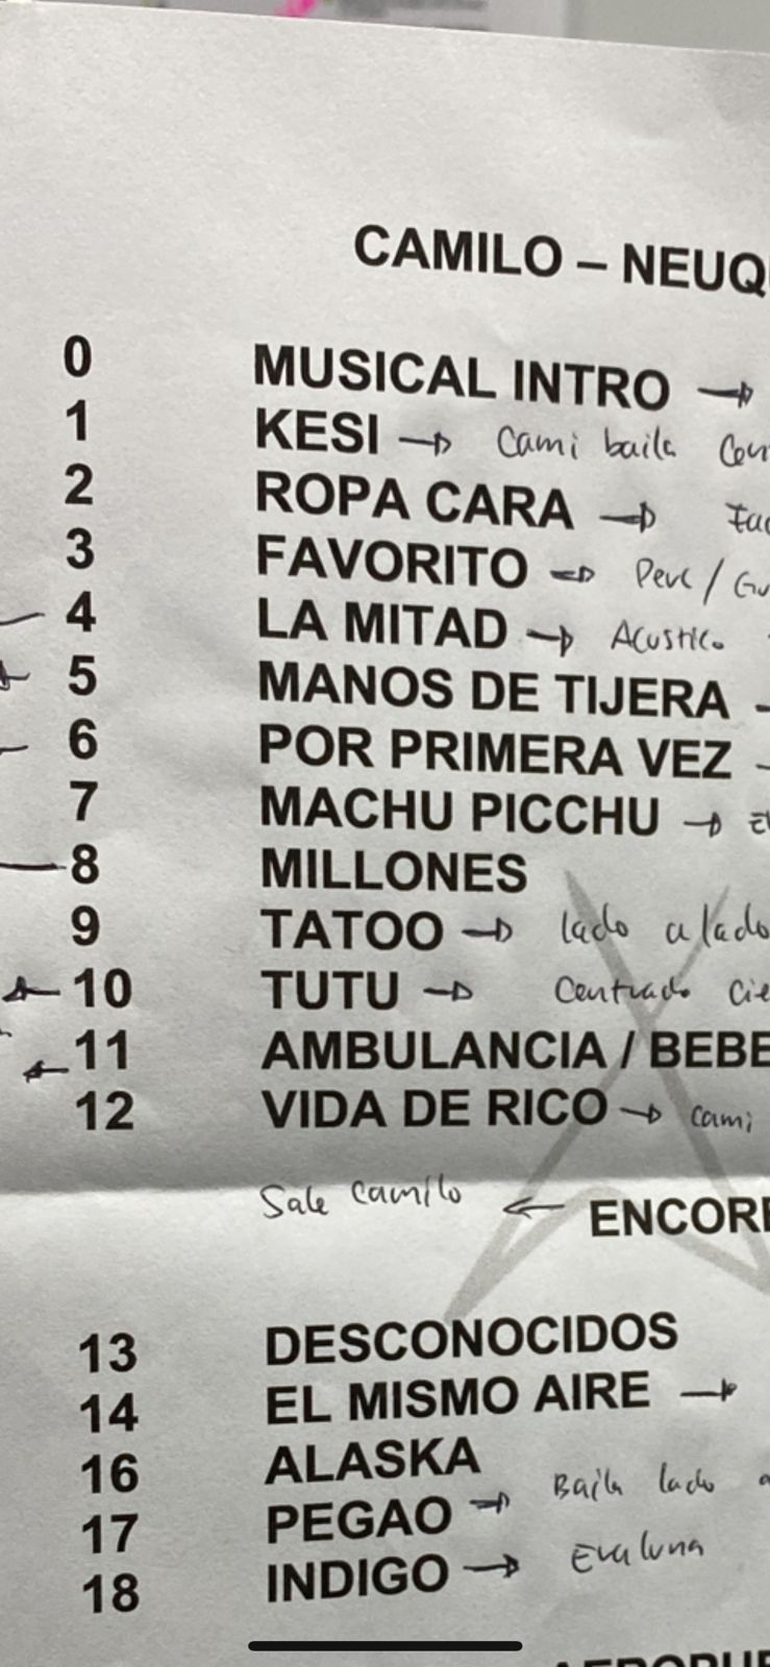 CAMILO – NEUQ
0 MUSICAL INTRO →
1 KESI → Cami baila
2 ROPA CARA →
3 FAVORITO → Perc /
4 LA MITAD → Acustico
5 MANOS DE TIJERA
6 POR PRIMERA VEZ
7 MACHU PICCHU →
8 MILLONES
9 TATOO → lado a lado
10 TUTU → Centrado
11 AMBULANCIA / BEBE
12 VIDA DE RICO → cami
Sale Camilo ← ENCOR
13 DESCONOCIDOS
14 EL MISMO AIRE →
16 ALASKA
17 PEGAO → Baila lado
18 INDIGO → Evaluna